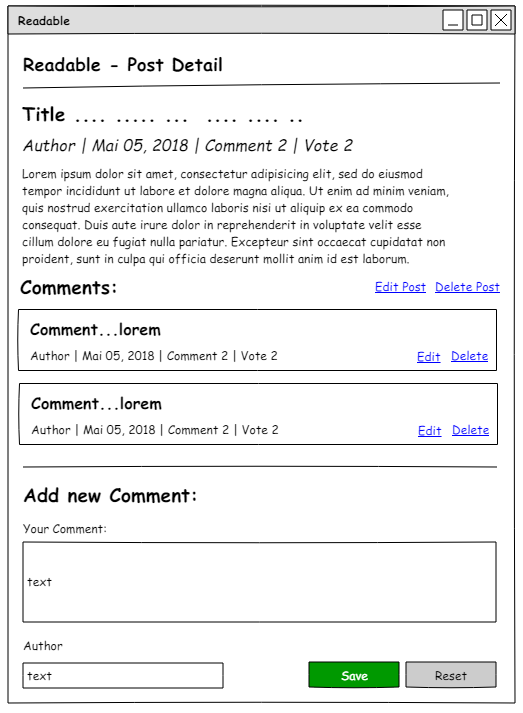 Readable
Readable - Post Detail
Title .... ..... ... .... .... ..
Author | Mai 05, 2018 | Comment 2 | Vote 2
Lorem ipsum dolor sit amet, consectetur adipisicing elit, sed do eiusmod
tempor incididunt ut labore et dolore magna aliqua. Ut enim ad minim veniam,
quis nostrud exercitation ullamco laboris nisi ut aliquip ex ea commodo
consequat. Duis aute irure dolor in reprehenderit in voluptate velit esse
cillum dolore eu fugiat nulla pariatur. Excepteur sint occaecat cupidatat non
proident, sunt in culpa qui officia deserunt mollit anim id est laborum.
Comments: Edit Post Delete Post
Comment...lorem
Author | Mai 05, 2018 | Comment 2 | Vote 2 Edit Delete
Comment...lorem
Author | Mai 05, 2018 | Comment 2 | Vote 2 Edit Delete
Add new Comment:
Your Comment:
text
Author
text Save Reset